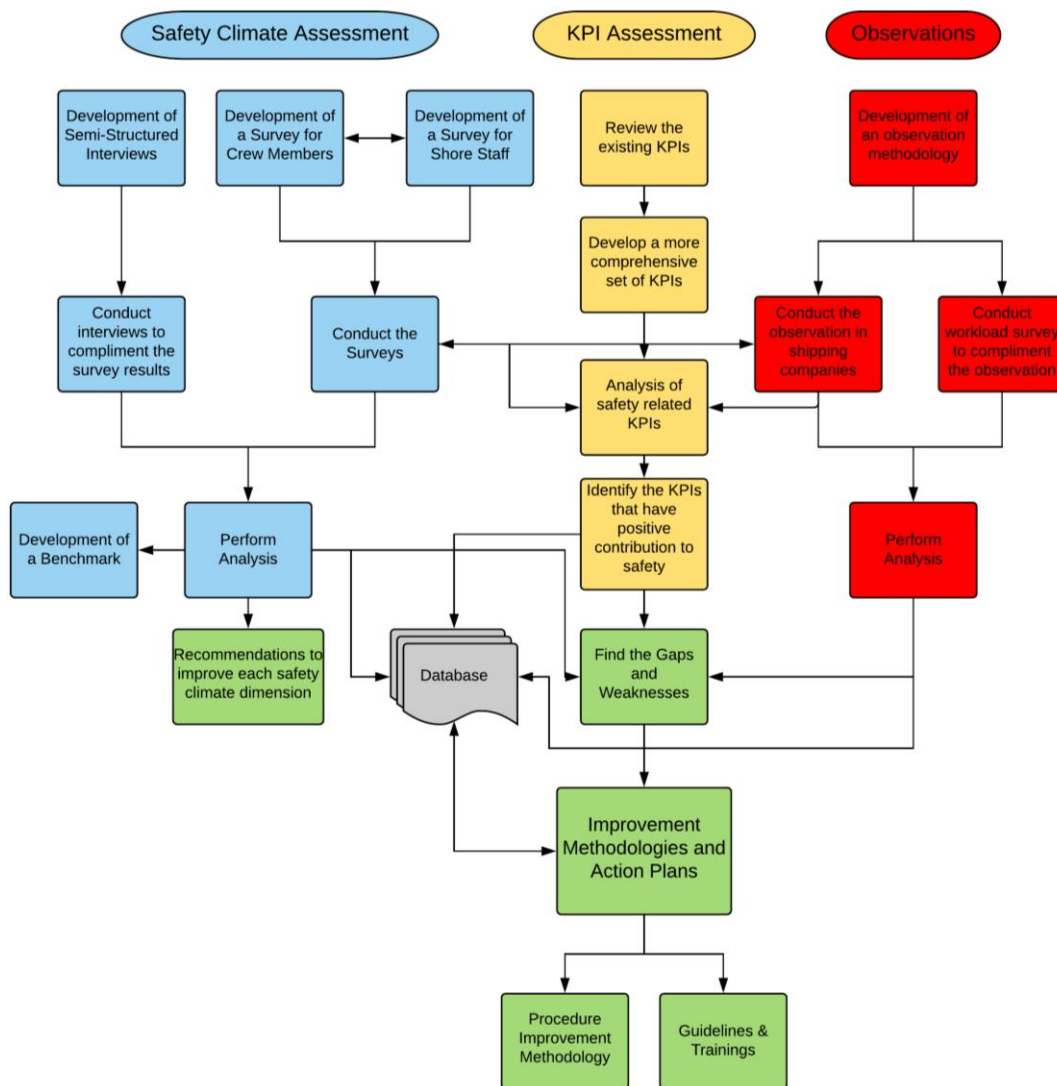 Safety Climate Assessment
KPI Assessment
Observations
Development of
Semi-Structured
Interviews
Development of
a Survey for
Crew Members
Development of
a Survey for
Shore Staff
Review the
existing KPIs
Development of
an observation
methodology
Develop a more
comprehensive
set of KPIs
Conduct
interviews to
compliment the
survey results
Conduct the
Surveys
Conduct the
observation in
shipping
companies
Conduct
workload survey
to compliment
the observation
Analysis of
safety related
KPIs
Development of
a Benchmark
Perform
Analysis
Identify the KPIs
that have
positive
contribution to
safety
Perform
Analysis
Recommendations to
improve each safety
climate dimension
Database
Find the Gaps
and
Weaknesses
Improvement
Methodologies and
Action Plans
Procedure
Improvement
Methodology
Guidelines &
Trainings